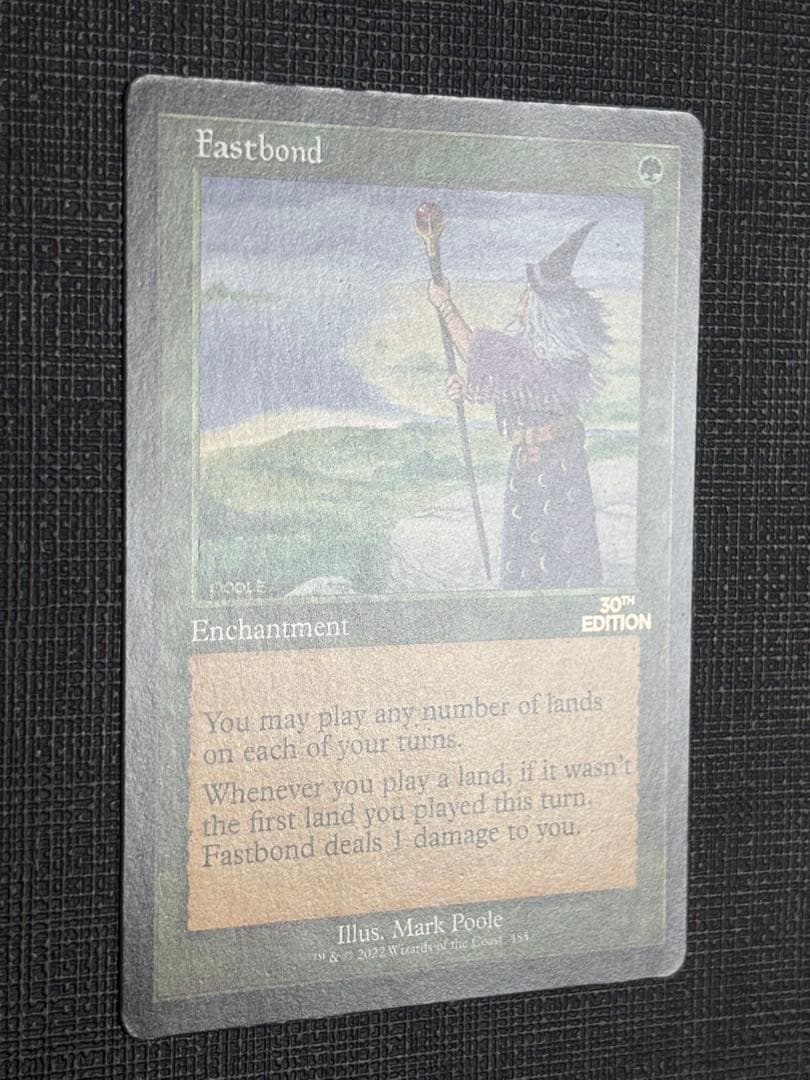 Fastbond
POOLE
Enchantment
30TH
EDITION
You may play any number of lands
on each of your turns.
Whenever you play a land, if it wasn't
the first land you played this turn,
Fastbond deals 1 damage to you.
Illus. Mark Poole
™ & © 2022 Wizards of the Coast 485